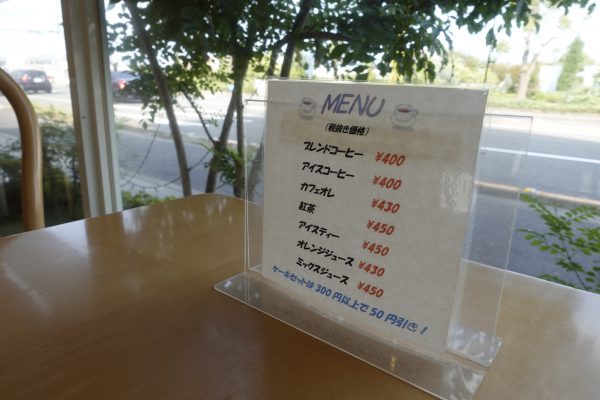 MENU
(税抜き価格)
ブレンドコーヒー ¥400
アイスコーヒー ¥400
カフェオレ ¥430
紅茶 ¥450
アイスティー ¥450
オレンジジュース ¥430
ミックスジュース ¥450
ケーキセットは300円以上で50円引き!